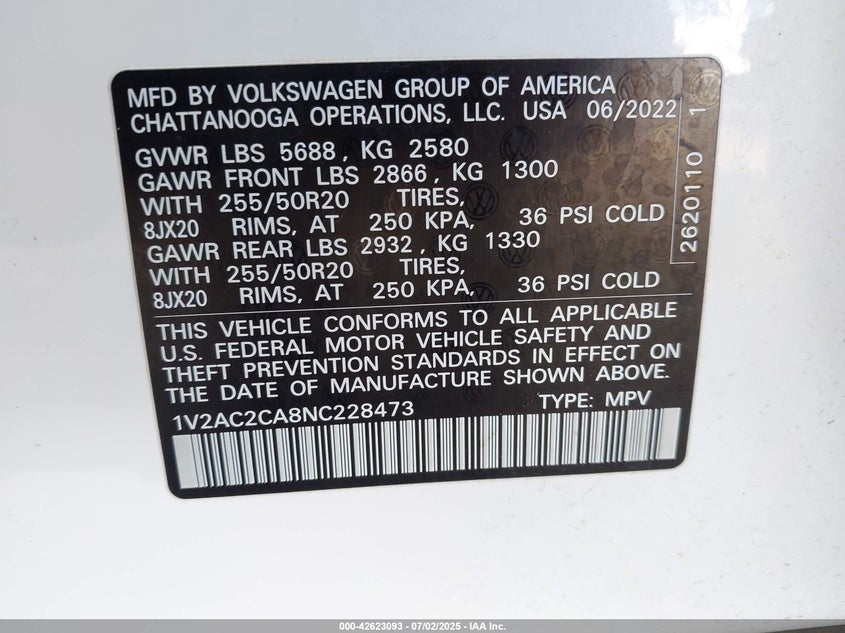 MFD BY VOLKSWAGEN GROUP OF AMERICA
CHATTANOOGA OPERATIONS, LLC. USA 06/2022
GVWR LBS 5688, KG 2580
GAWR FRONT LBS 2866, KG 1300
WITH 255/50R20 TIRES,
8JX20 RIMS, AT 250 KPA, 36 PSI COLD
GAWR REAR LBS 2932, KG 1330
WITH 255/50R20 TIRES,
8JX20 RIMS, AT 250 KPA, 36 PSI COLD
2620110 1
THIS VEHICLE CONFORMS TO ALL APPLICABLE
U.S. FEDERAL MOTOR VEHICLE SAFETY AND
THEFT PREVENTION STANDARDS IN EFFECT ON
THE DATE OF MANUFACTURE SHOWN ABOVE.
1V2AC2CA8NC228473 TYPE: MPV
000-42623093 - 07/02/2025 - IAA Inc.